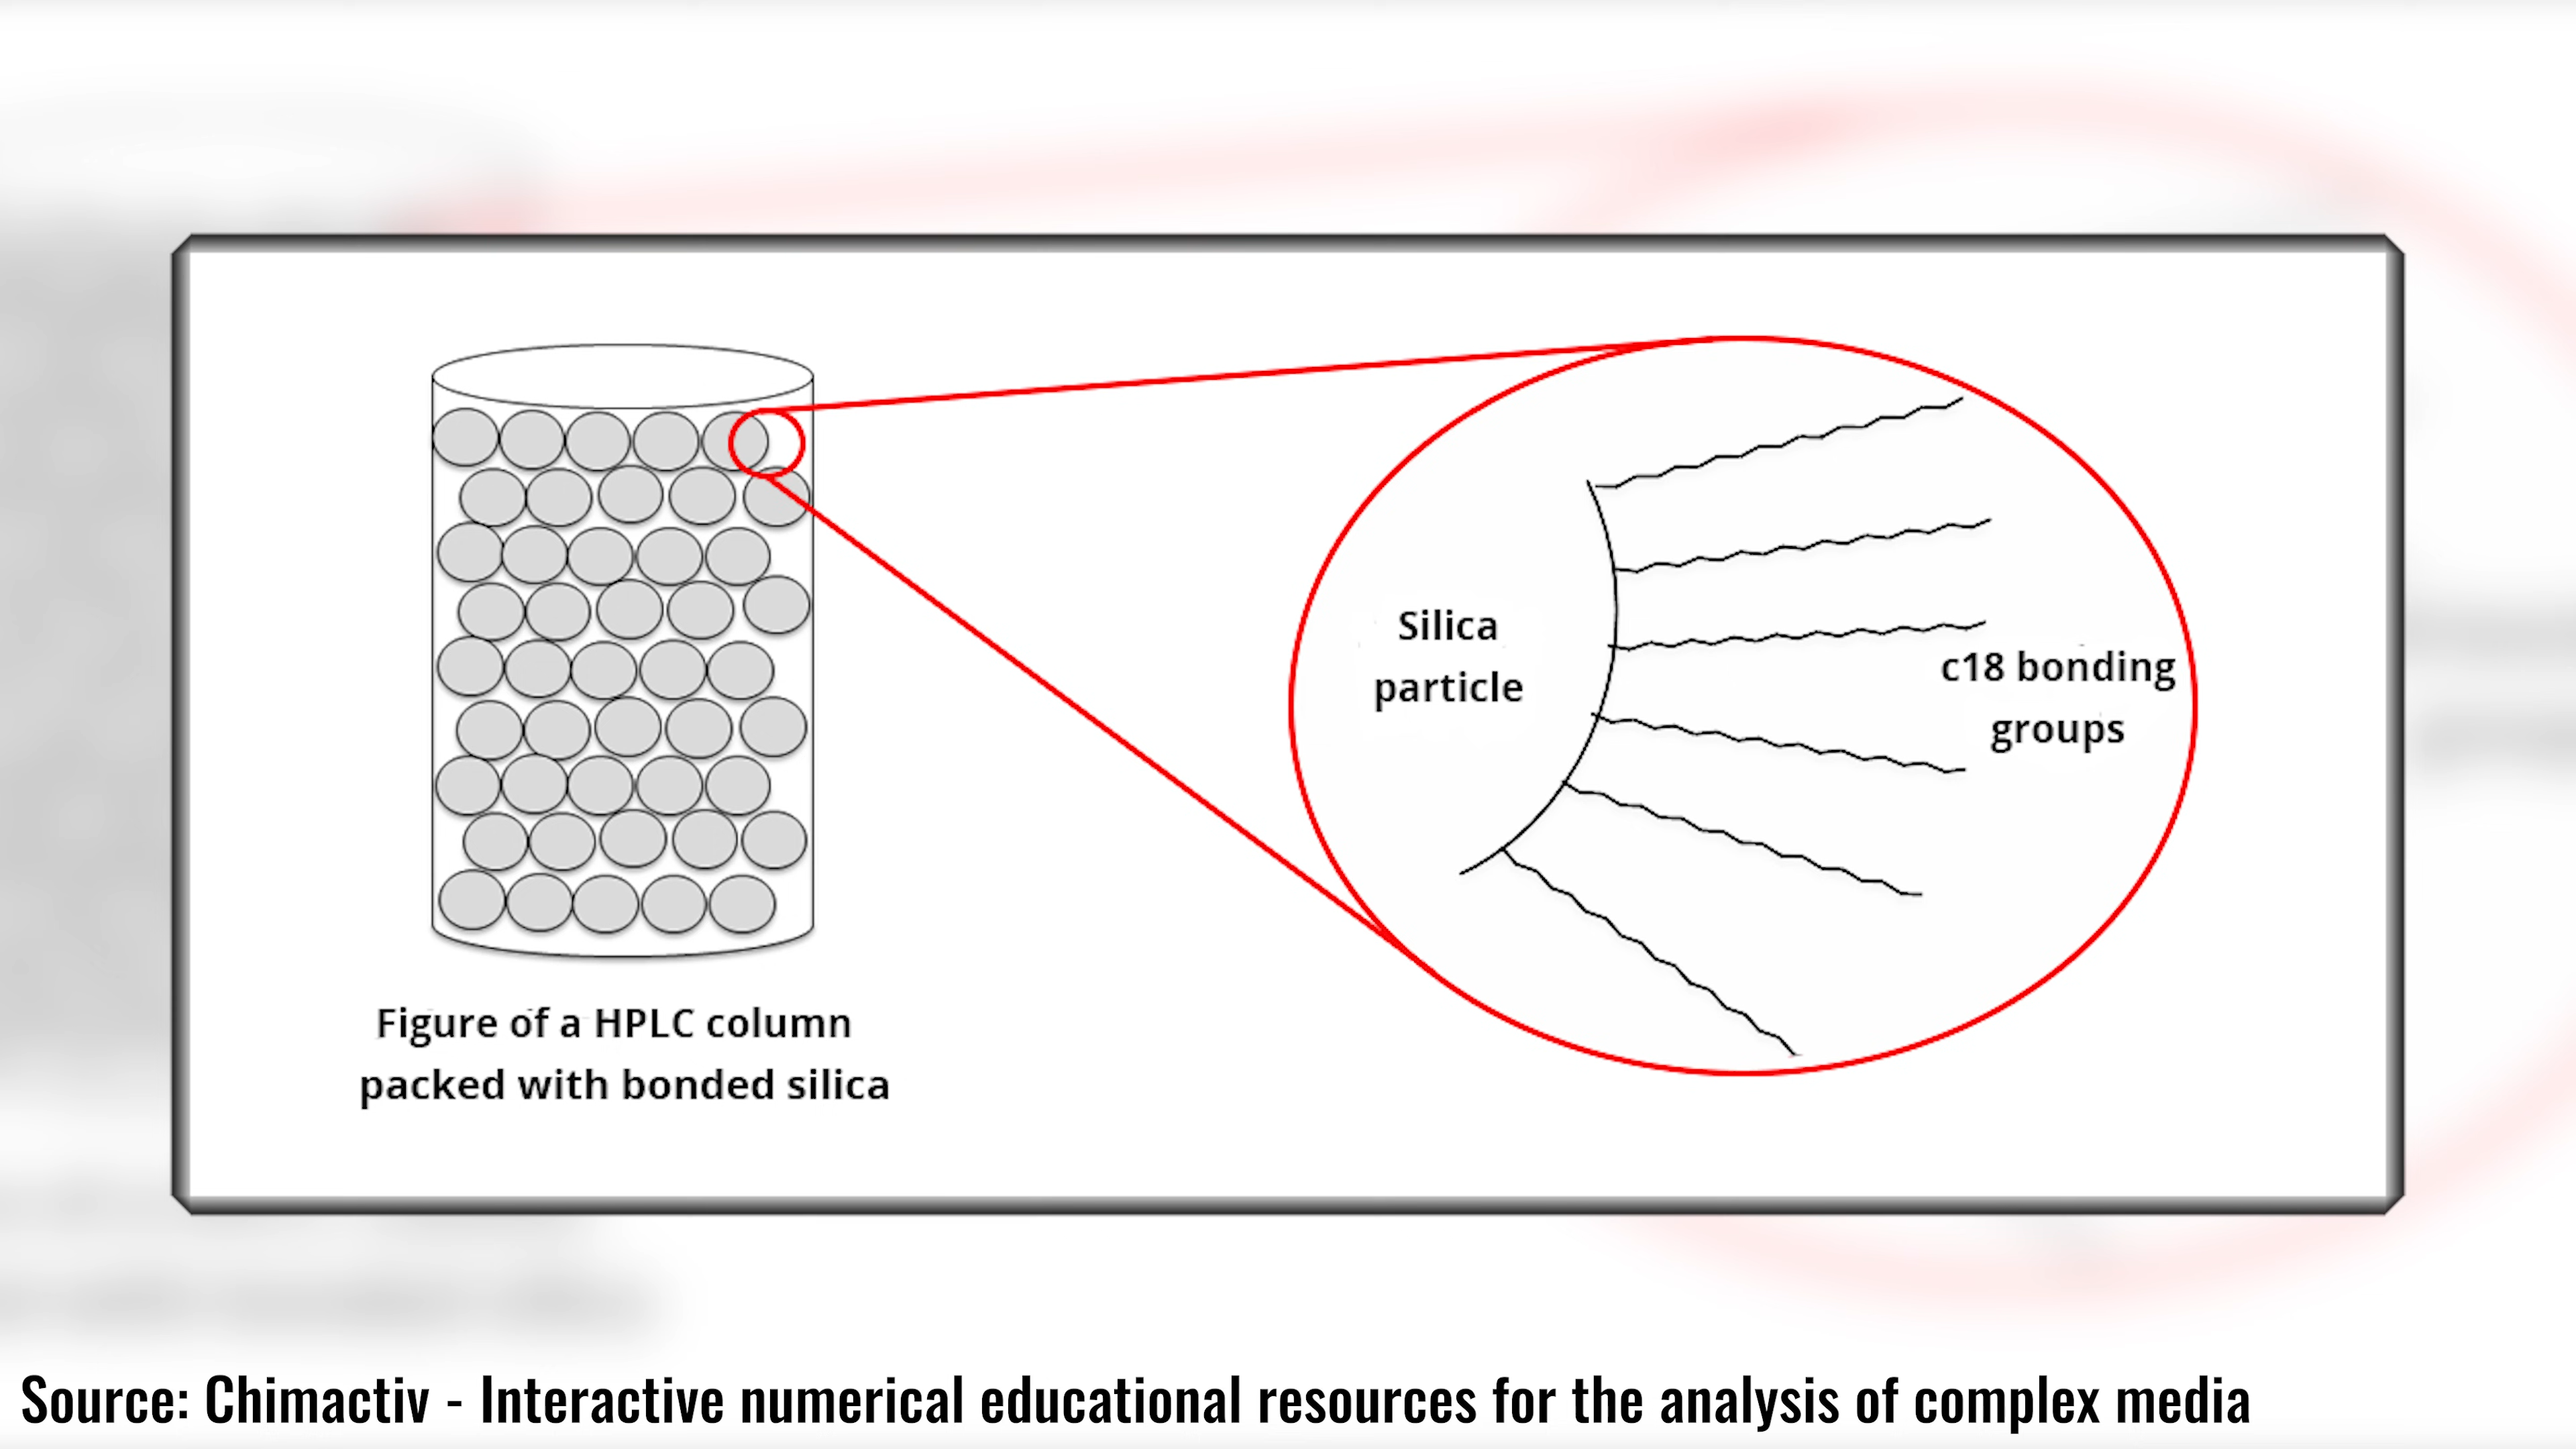 Silica
particle
c18 bonding
groups
Figure of a HPLC column
packed with bonded silica
Source: Chimactiv - Interactive numerical educational resources for the analysis of complex media